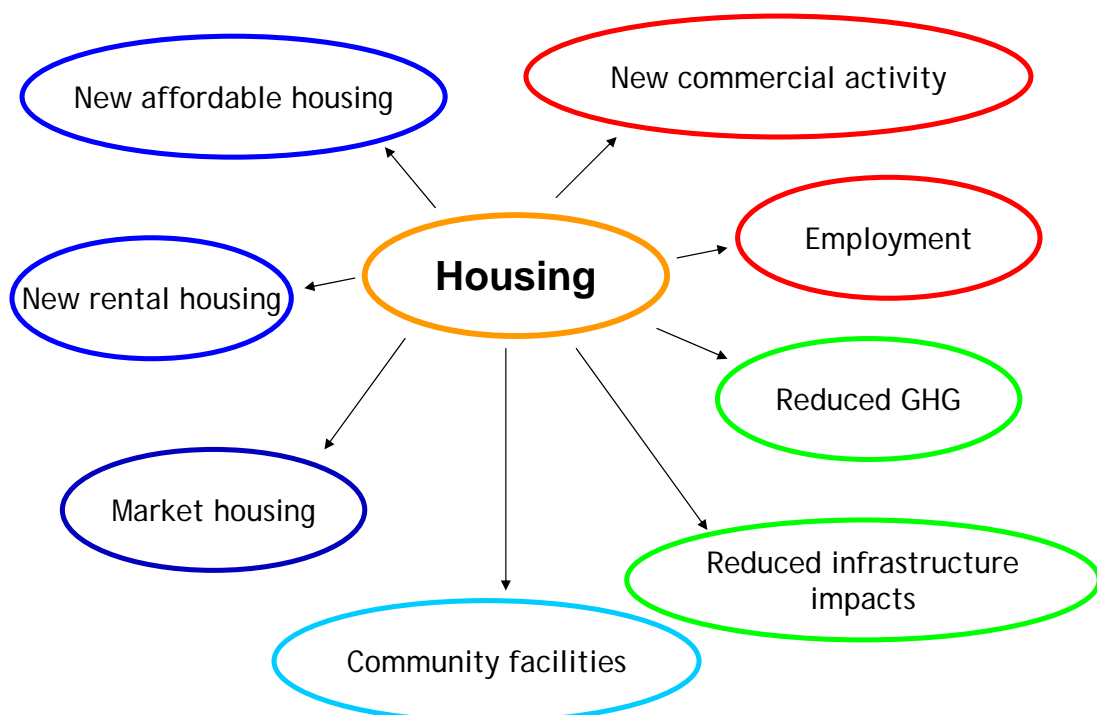 New affordable housing
New commercial activity
Employment
Housing
New rental housing
Reduced GHG
Market housing
Reduced infrastructure
impacts
Community facilities